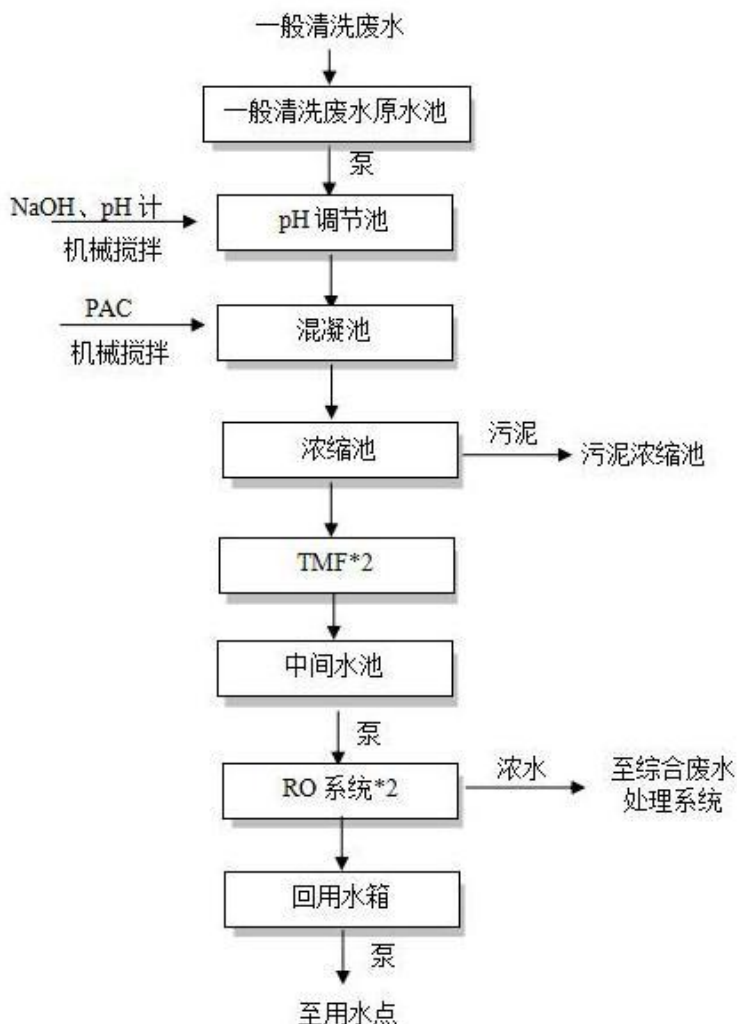 一般清洗废水
一般清洗废水原水池
泵
NaOH、pH 计
机械搅拌
pH 调节池
PAC
机械搅拌
混凝池
浓缩池
污泥
污泥浓缩池
TMF*2
中间水池
泵
RO 系统*2
浓水
至综合废水
处理系统
回用水箱
泵
至用水点